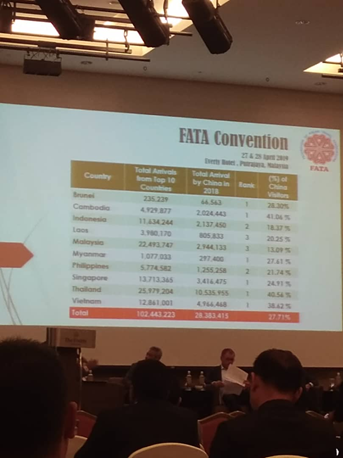 FATA Convention
27 & 28 April 2019
Everly Hotel, Putrajaya, Malaysia
FATA
Country Total Arrivals from Top 10 Countries Total Arrival by China in 2018 Rank (%) of China Visitors
Brunei 235,239 66,563 1 28.30%
Cambodia 4,929,877 2,024,443 1 41.06 %
Indonesia 11,634,244 2,137,450 2 18.37 %
Laos 3,980,170 805,833 3 20.25 %
Malaysia 22,493,747 2,944,133 3 13.09 %
Myanmar 1,077,033 297,400 1 27.61 %
Philippines 5,774,582 1,255,258 2 21.74 %
Singapore 13,713,365 3,416,475 1 24.91 %
Thailand 25,979,204 10,535,955 1 40.56 %
Vietnam 12,861,001 4,966,468 1 38.62 %
Total 102,443,223 28,383,415 27.71%